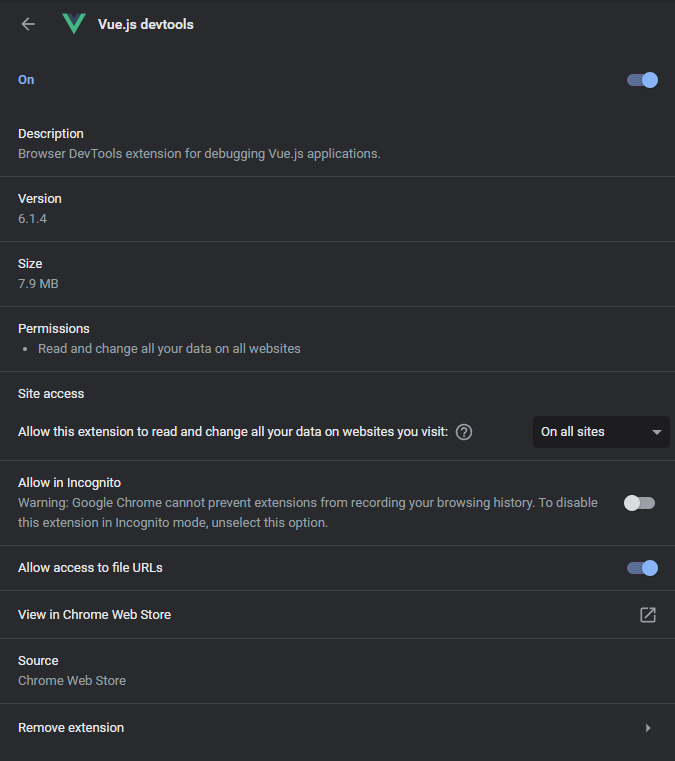 Vue.js devtools
On
Description
Browser DevTools extension for debugging Vue.js applications.
Version
6.1.4
Size
7.9 MB
Permissions
• Read and change all your data on all websites
Site access
Allow this extension to read and change all your data on websites you visit: ? On all sites
Allow in Incognito
Warning: Google Chrome cannot prevent extensions from recording your browsing history. To disable
this extension in Incognito mode, unselect this option.
Allow access to file URLs
View in Chrome Web Store
Source
Chrome Web Store
Remove extension